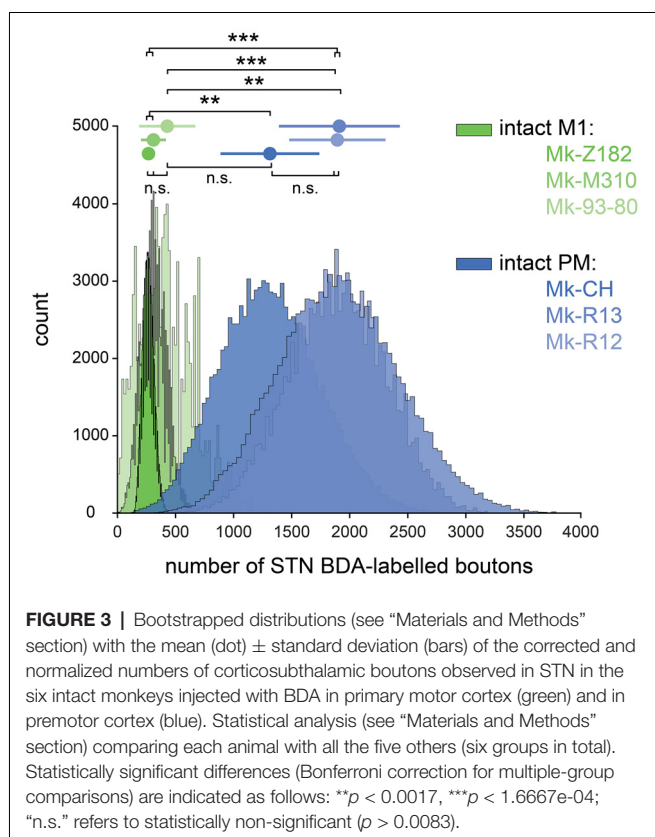 ***
***
**
**
5000
4000
3000
2000
1000
0
count
n.s.
n.s.
n.s.
0 500 1000 1500 2000 2500 3000 3500 4000
number of STN BDA-labelled boutons
intact M1:
Mk-Z182
Mk-M310
Mk-93-80
intact PM:
Mk-CH
Mk-R13
Mk-R12
FIGURE 3 | Bootstrapped distributions (see “Materials and Methods”
section) with the mean (dot) ± standard deviation (bars) of the corrected and
normalized numbers of corticosubthalamic boutons observed in STN in the
six intact monkeys injected with BDA in primary motor cortex (green) and in
premotor cortex (blue). Statistical analysis (see “Materials and Methods”
section) comparing each animal with all the five others (six groups in total).
Statistically significant differences (Bonferroni correction for multiple-group
comparisons) are indicated as follows: **p < 0.0017, ***p < 1.6667e-04;
“n.s.” refers to statistically non-significant (p > 0.0083).